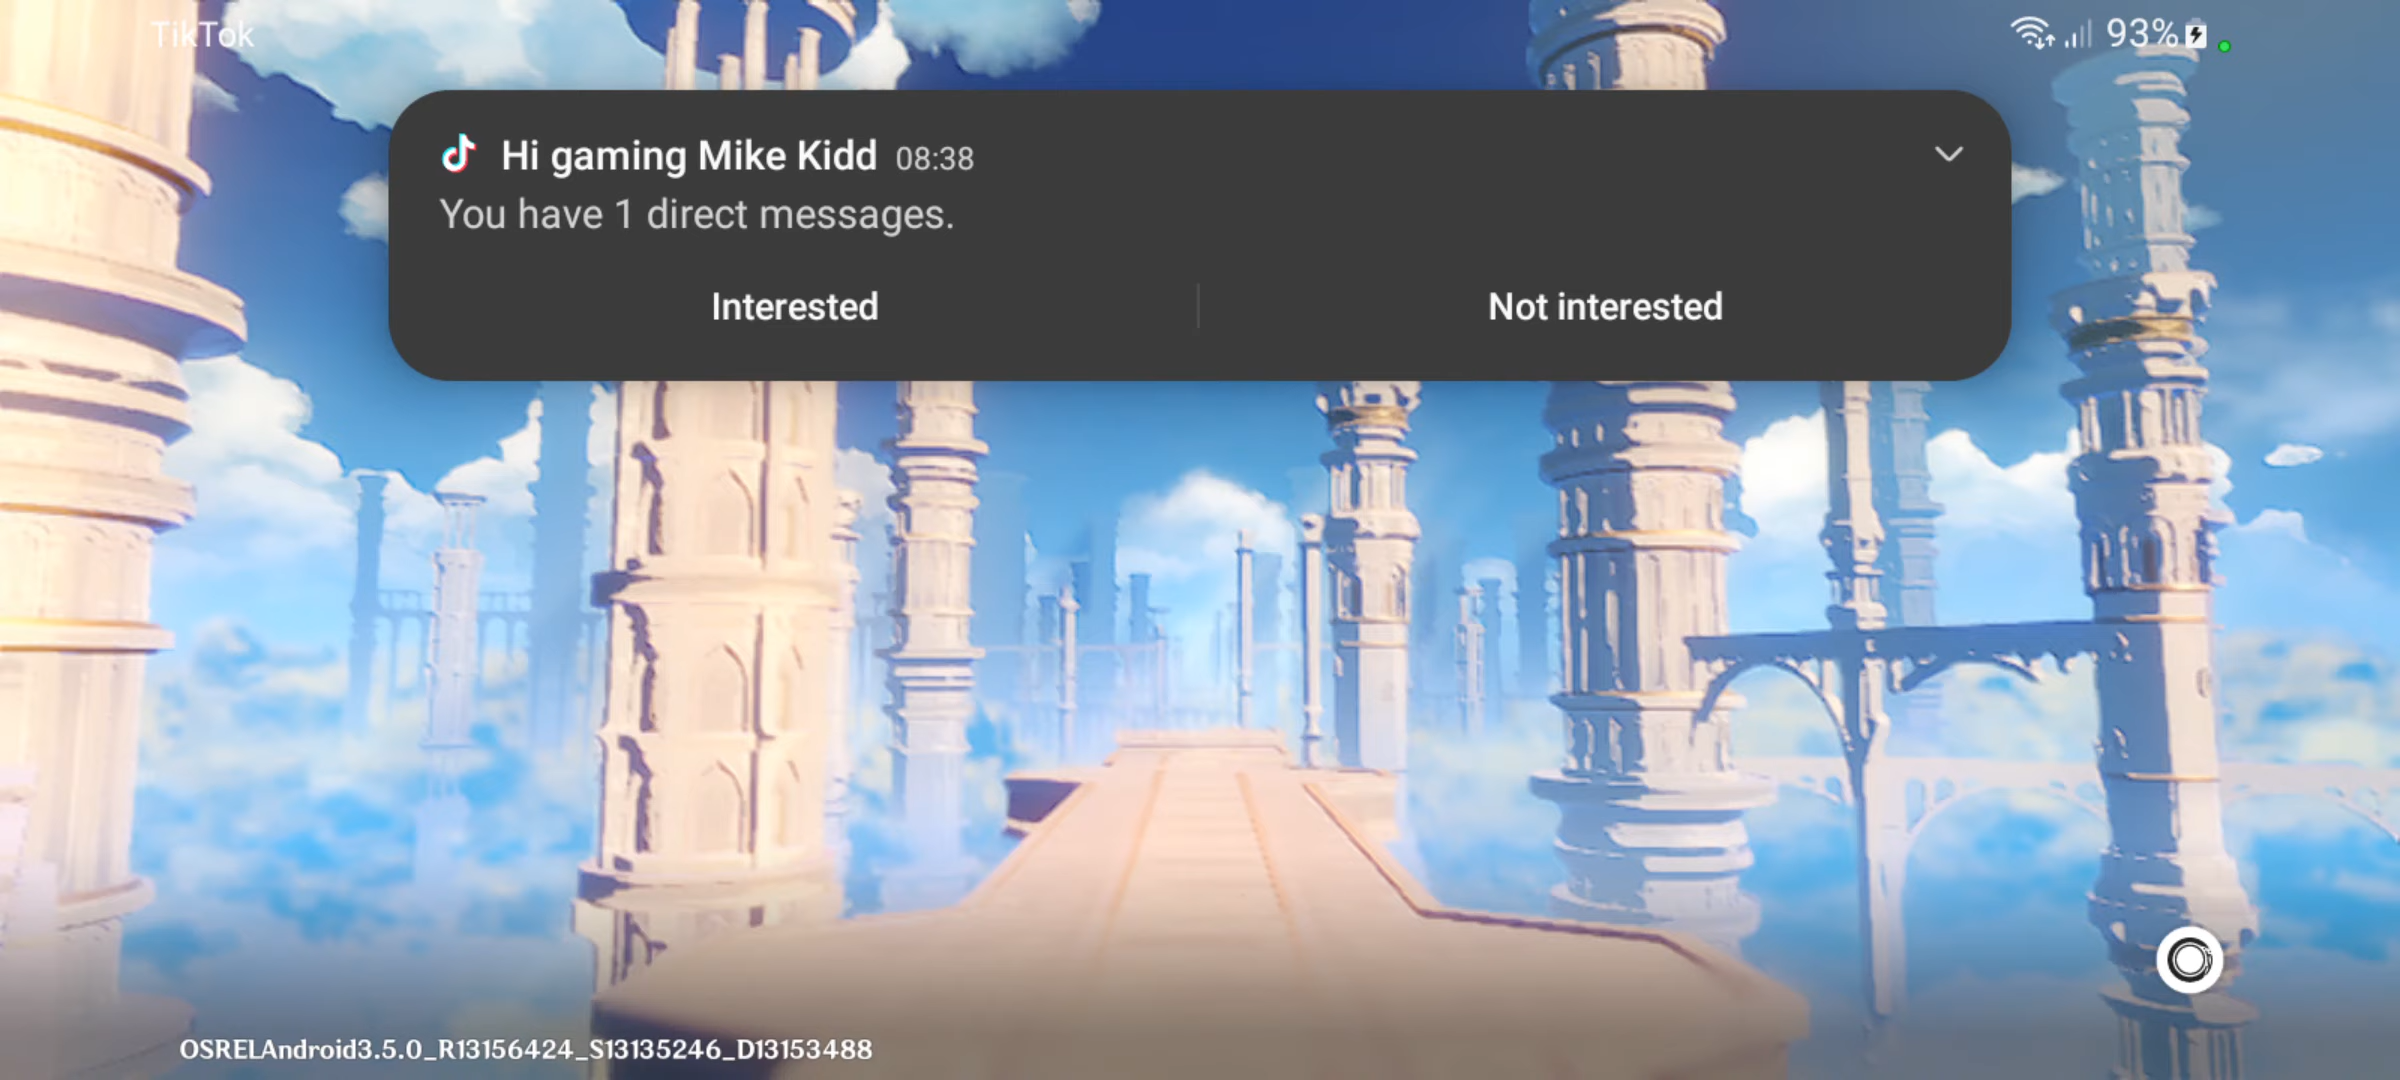 TikTok
93%
Hi gaming Mike Kidd 08:38
You have 1 direct messages.
Interested
Not interested
OSRELAndroid3.5.0_R13156424_S13135246_D13153488